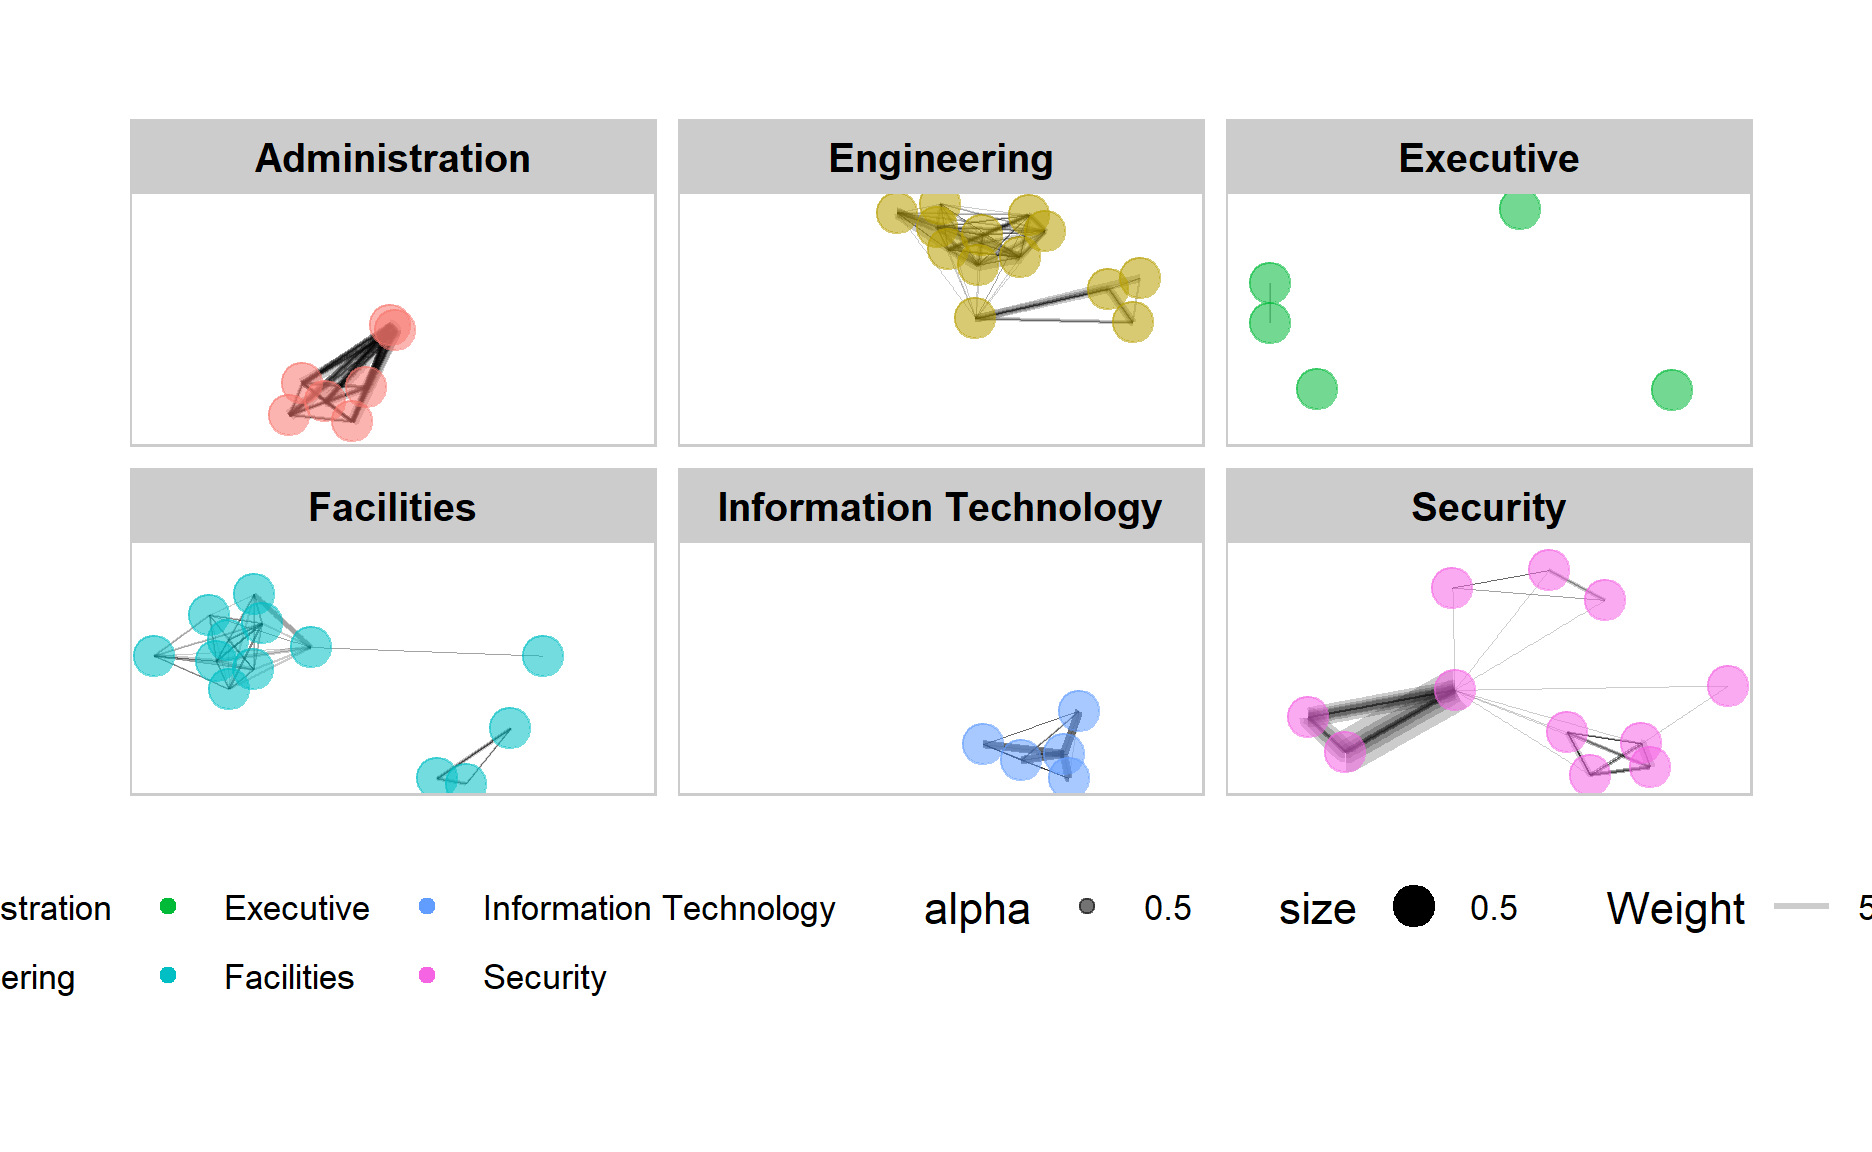 Administration
Engineering
Executive
Facilities
Information Technology
Security
stration Executive Information Technology alpha 0.5 size 0.5 Weight 5
ering Facilities Security